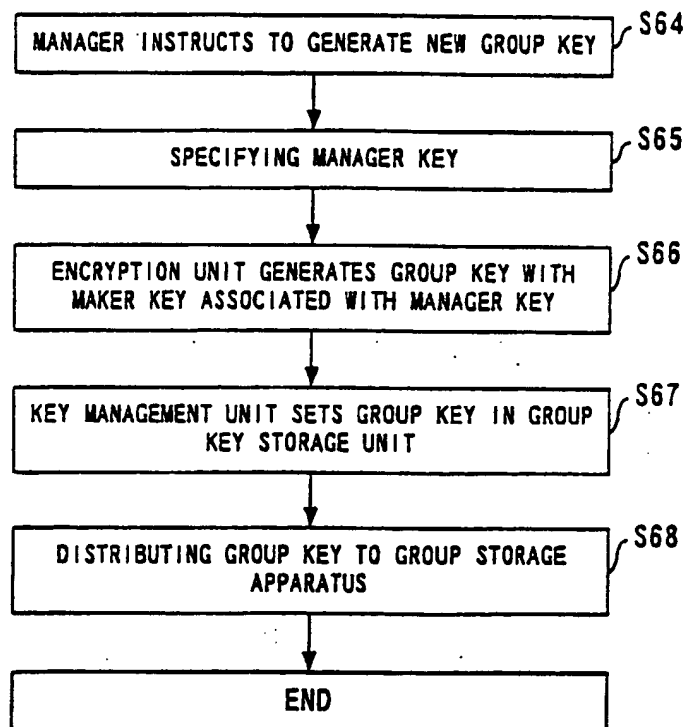 MANAGER INSTRUCTS TO GENERATE NEW GROUP KEY
S64
SPECIFYING MANAGER KEY
S65
ENCRYPTION UNIT GENERATES GROUP KEY WITH
MAKER KEY ASSOCIATED WITH MANAGER KEY
S66
KEY MANAGEMENT UNIT SETS GROUP KEY IN GROUP
KEY STORAGE UNIT
S67
DISTRIBUTING GROUP KEY TO GROUP STORAGE
APPARATUS
S68
END